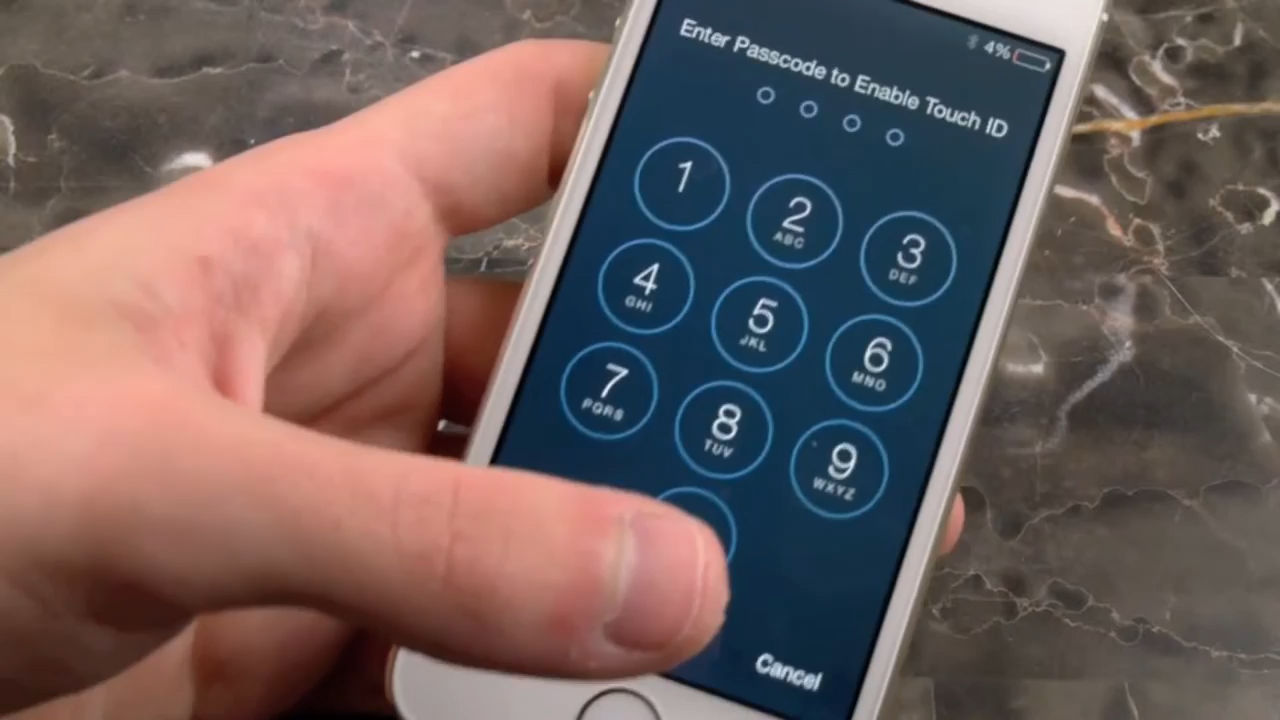 4%
Enter Passcode to Enable Touch ID
1
2
ABC
3
DEF
4
GHI
5
JKL
6
MNO
7
PQRS
8
TUV
9
WXYZ
Cancel